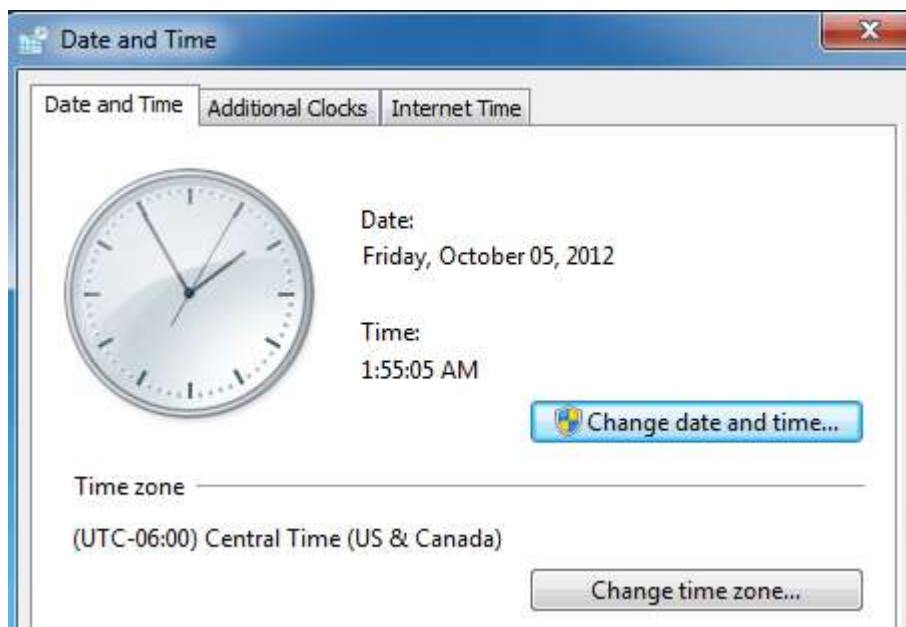 Date and Time
Date and Time Additional Clocks Internet Time
Date:
Friday, October 05, 2012
Time:
1:55:05 AM
Change date and time...
Time zone
(UTC-06:00) Central Time (US & Canada)
Change time zone...